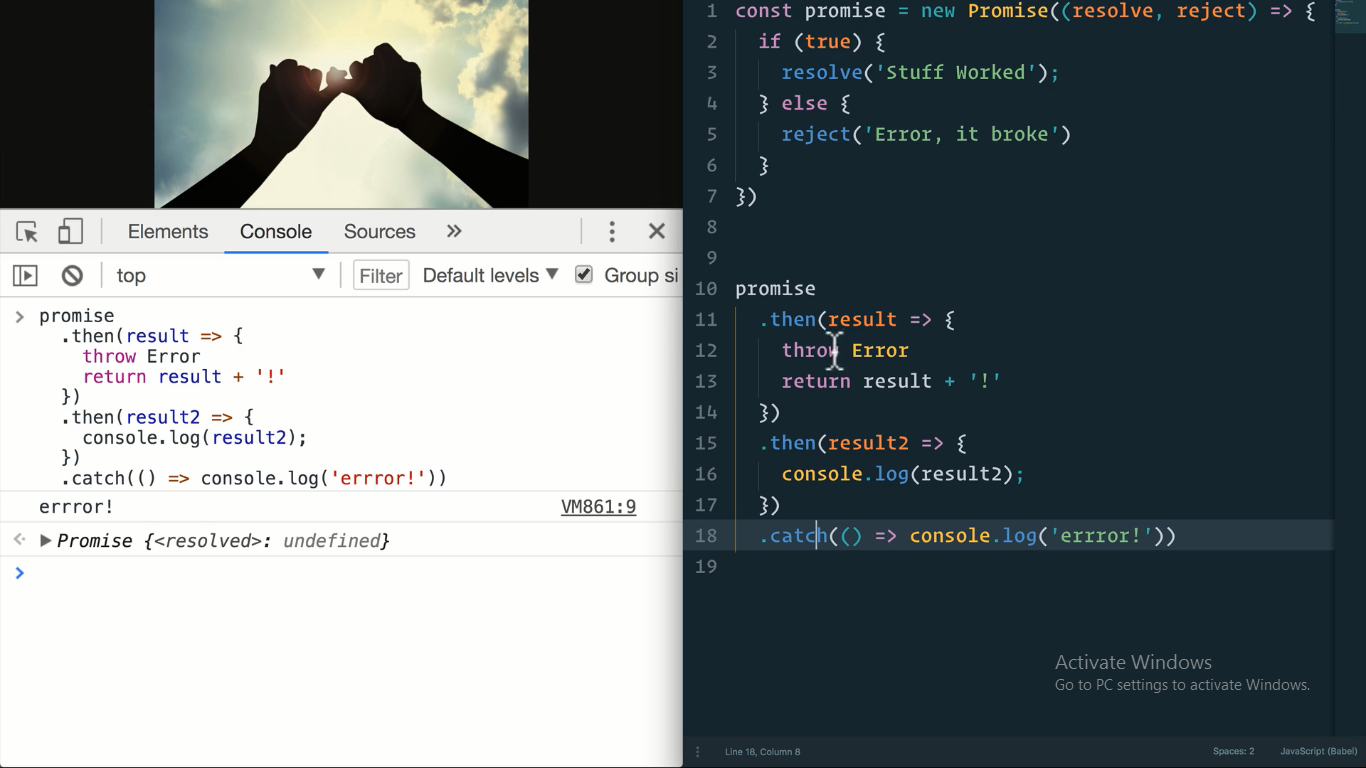 Elements Console Sources »
top Filter Default levels Group si
promise
.then(result => {
throw Error
return result + '!'
})
.then(result2 => {
console.log(result2);
})
.catch(() => console.log('errror!'))
errror! VM861:9
Promise {<resolved>: undefined}
1 const promise = new Promise((resolve, reject) => {
2 if (true) {
3 resolve('Stuff Worked');
4 } else {
5 reject('Error, it broke')
6 }
7 })
8
9
10 promise
11 .then(result => {
12 throw Error
13 return result + '!'
14 })
15 .then(result2 => {
16 console.log(result2);
17 })
18 .catch(() => console.log('errror!'))
19
Activate Windows
Go to PC settings to activate Windows.
Line 18, Column 8 Spaces: 2 JavaScript (Babel)